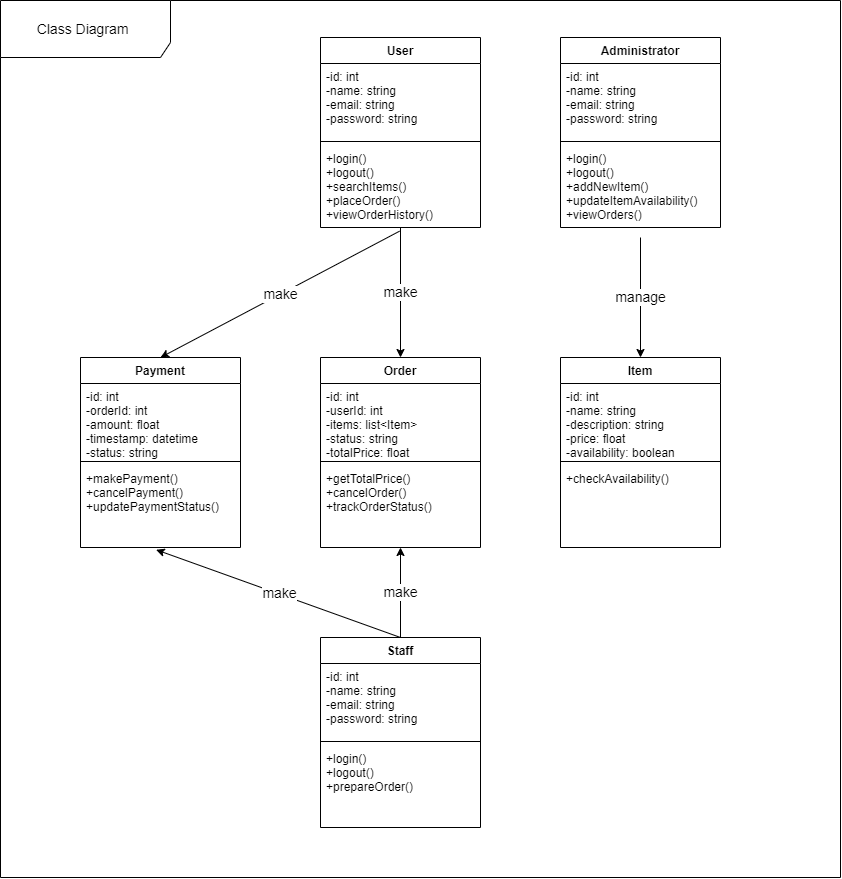 Class Diagram
User
-id: int
-name: string
-email: string
-password: string
+login()
+logout()
+searchItems()
+placeOrder()
+viewOrderHistory()
Administrator
-id: int
-name: string
-email: string
-password: string
+login()
+logout()
+addNewItem()
+updateItemAvailability()
+viewOrders()
make
make
manage
Payment
-id: int
-orderId: int
-amount: float
-timestamp: datetime
-status: string
+makePayment()
+cancelPayment()
+updatePaymentStatus()
Order
-id: int
-userId: int
-items: list<Item>
-status: string
-totalPrice: float
+getTotalPrice()
+cancelOrder()
+trackOrderStatus()
Item
-id: int
-name: string
-description: string
-price: float
-availability: boolean
+checkAvailability()
make
make
Staff
-id: int
-name: string
-email: string
-password: string
+login()
+logout()
+prepareOrder()